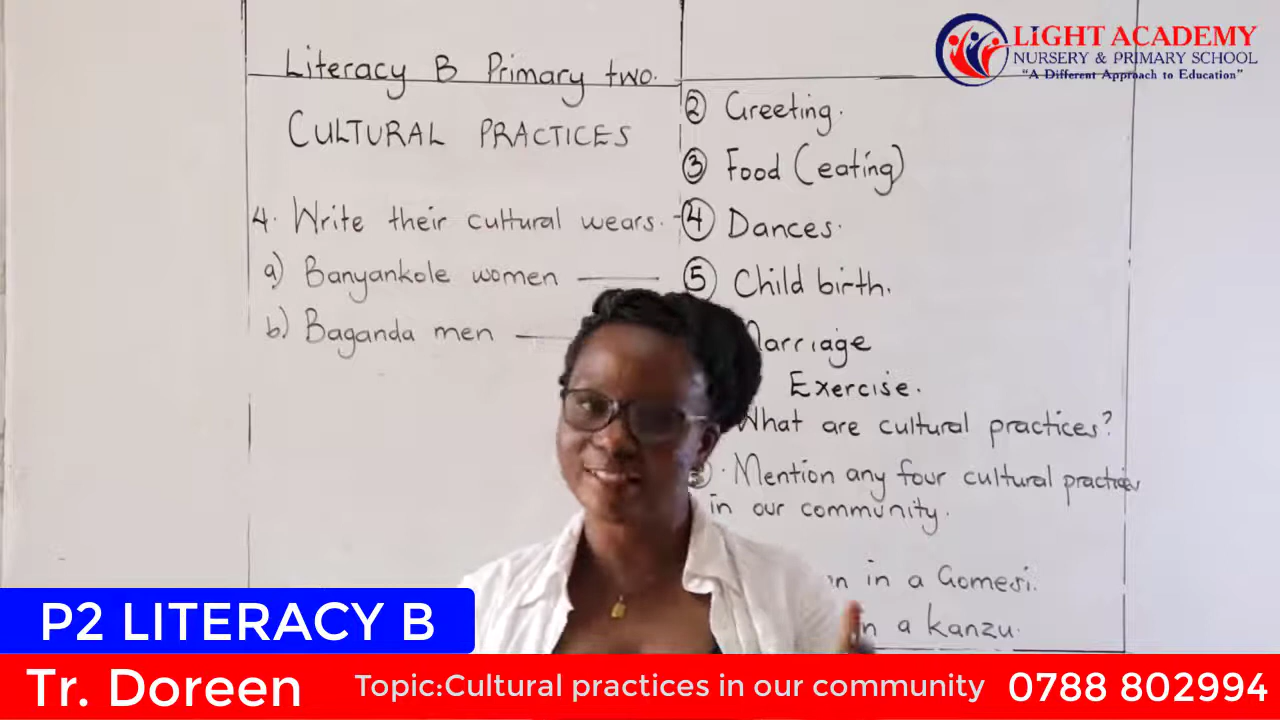 LIGHT ACADEMY
NURSERY & PRIMARY SCHOOL
"A Different Approach to Education"
Literacy B Primary two.
CULTURAL PRACTICES
4. Write their cultural wears.
a) Banyankole women
b) Baganda men
② Greeting.
③ Food (eating)
④ Dances.
⑤ Child birth.
Exercise.
What are cultural practices?
Mention any four cultural practices
in our community.
in a Gomesi.
in a kanzu.
P2 LITERACY B
Tr. Doreen
Topic:Cultural practices in our community
0788 802994